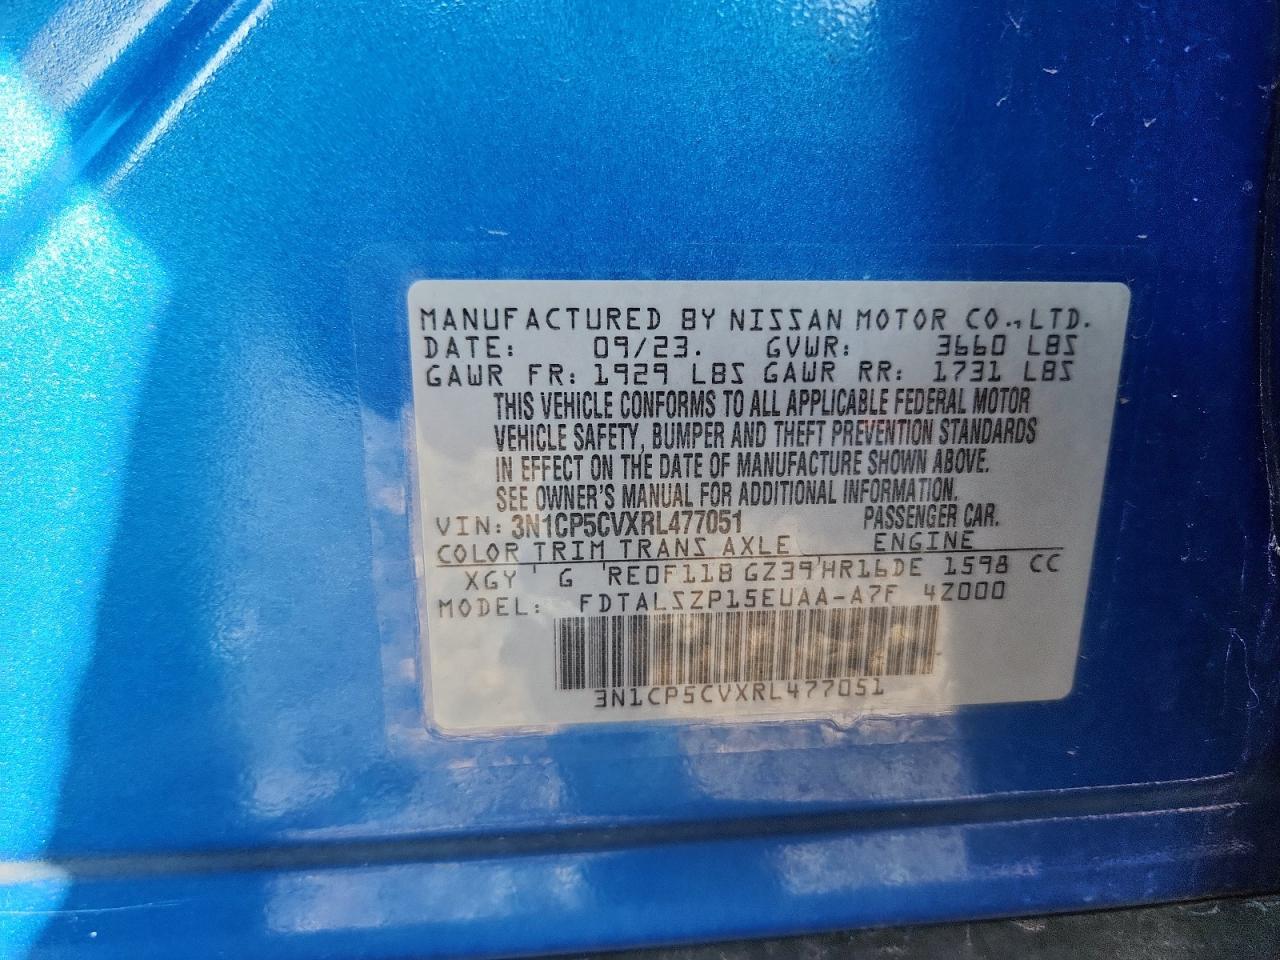 MANUFACTURED BY NISSAN MOTOR CO., LTD.
DATE: 09/23. GVWR: 3660 LBS
GAWR FR: 1929 LBS GAWR RR: 1731 LBS
THIS VEHICLE CONFORMS TO ALL APPLICABLE FEDERAL MOTOR
VEHICLE SAFETY, BUMPER AND THEFT PREVENTION STANDARDS
IN EFFECT ON THE DATE OF MANUFACTURE SHOWN ABOVE.
SEE OWNER'S MANUAL FOR ADDITIONAL INFORMATION.
VIN: 3N1CP5CVXRL477051 PASSENGER CAR.
COLOR TRIM TRANS AXLE ENGINE
XGY G RE0F11B GZ39 HR16DE 1598 CC
MODEL: FDTALSZP15EUAA-A7F 4Z000
3N1CP5CVXRL477051